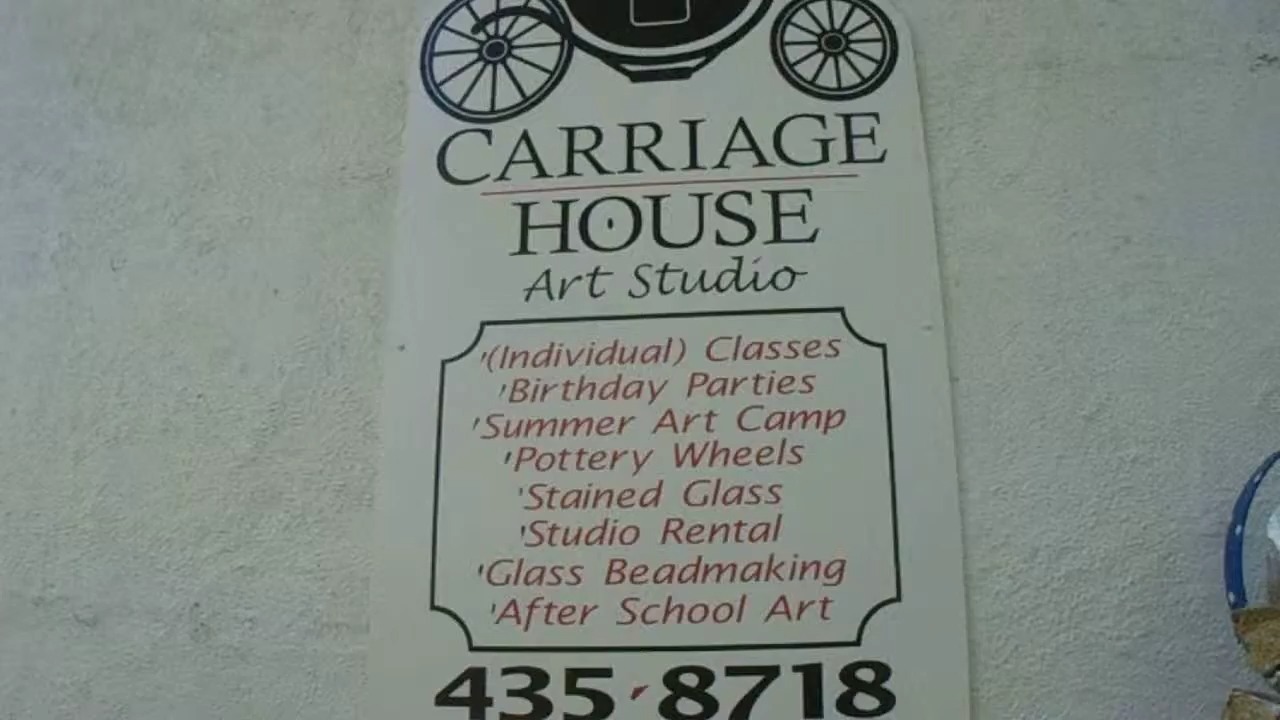 CARRIAGE
HOUSE
Art Studio
'(Individual) Classes
'Birthday Parties
'Summer Art Camp
'Pottery Wheels
'Stained Glass
'Studio Rental
'Glass Beadmaking
'After School Art
435-8718